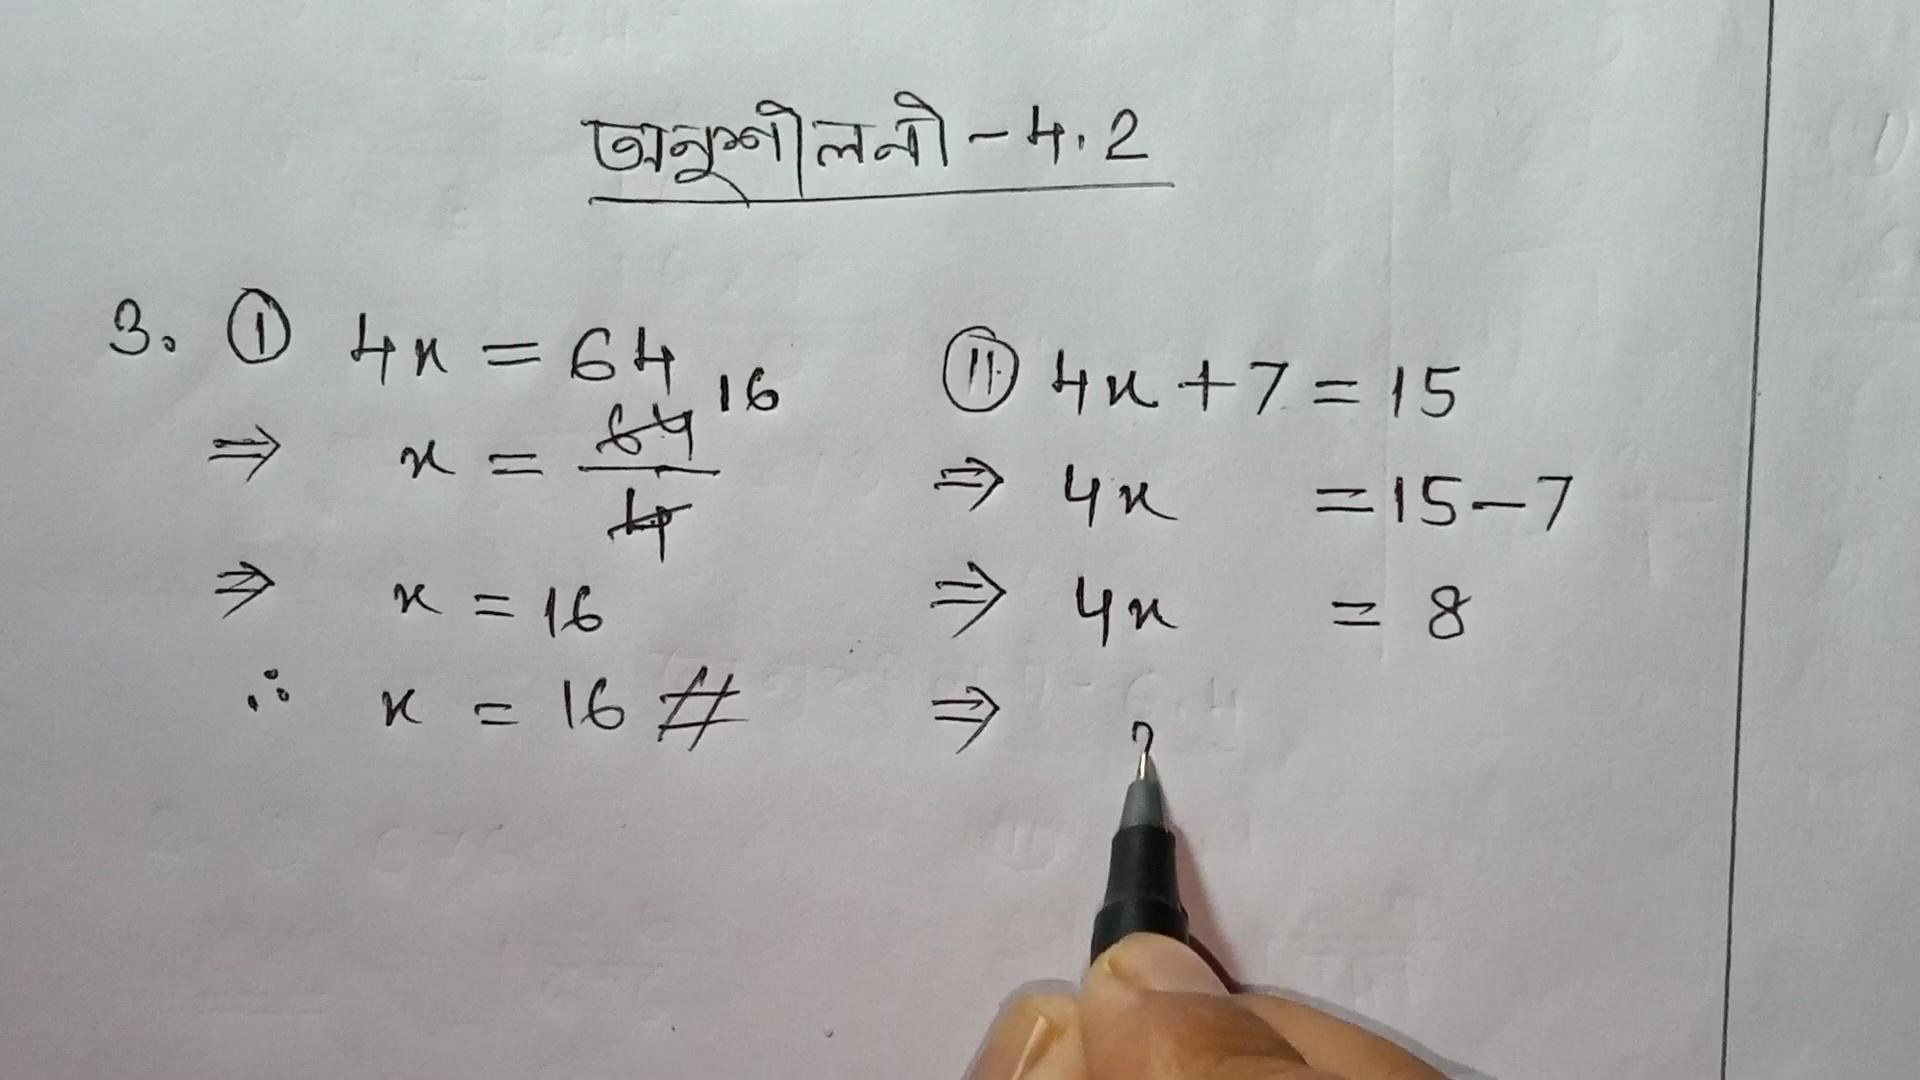 অনুশীলনী - 4.2
3. (i) 4x = 64
⇒ x = 64/4 16
⇒ x = 16
∴ x = 16 #
(ii) 4x + 7 = 15
⇒ 4x = 15 - 7
⇒ 4x = 8
⇒